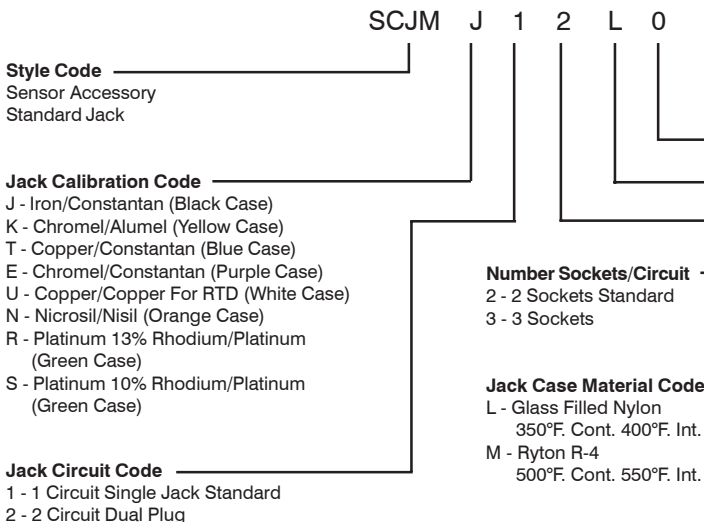 SCJM J 1 2 L 0
Style Code
Sensor Accessory
Standard Jack
Jack Calibration Code
J - Iron/Constantan (Black Case)
K - Chromel/Alumel (Yellow Case)
T - Copper/Constantan (Blue Case)
E - Chromel/Constantan (Purple Case)
U - Copper/Copper For RTD (White Case)
N - Nicrosil/Nisil (Orange Case)
R - Platinum 13% Rhodium/Platinum
(Green Case)
S - Platinum 10% Rhodium/Platinum
(Green Case)
Jack Circuit Code
1 - 1 Circuit Single Jack Standard
2 - 2 Circuit Dual Plug
Number Sockets/Circuit
2 - 2 Sockets Standard
3 - 3 Sockets
Jack Case Material Code
L - Glass Filled Nylon
350°F. Cont. 400°F. Int.
M - Ryton R-4
500°F. Cont. 550°F. Int.